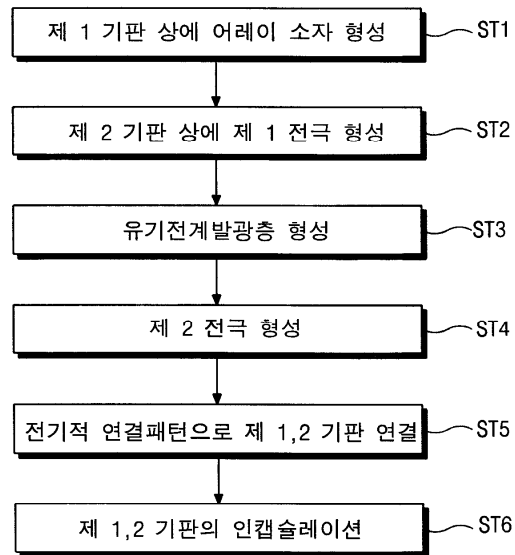 제 1 기판 상에 어레이 소자 형성
ST1
제 2 기판 상에 제 1 전극 형성
ST2
유기전계발광층 형성
ST3
제 2 전극 형성
ST4
전기적 연결패턴으로 제 1,2 기판 연결
ST5
제 1,2 기판의 인캡슐레이션
ST6